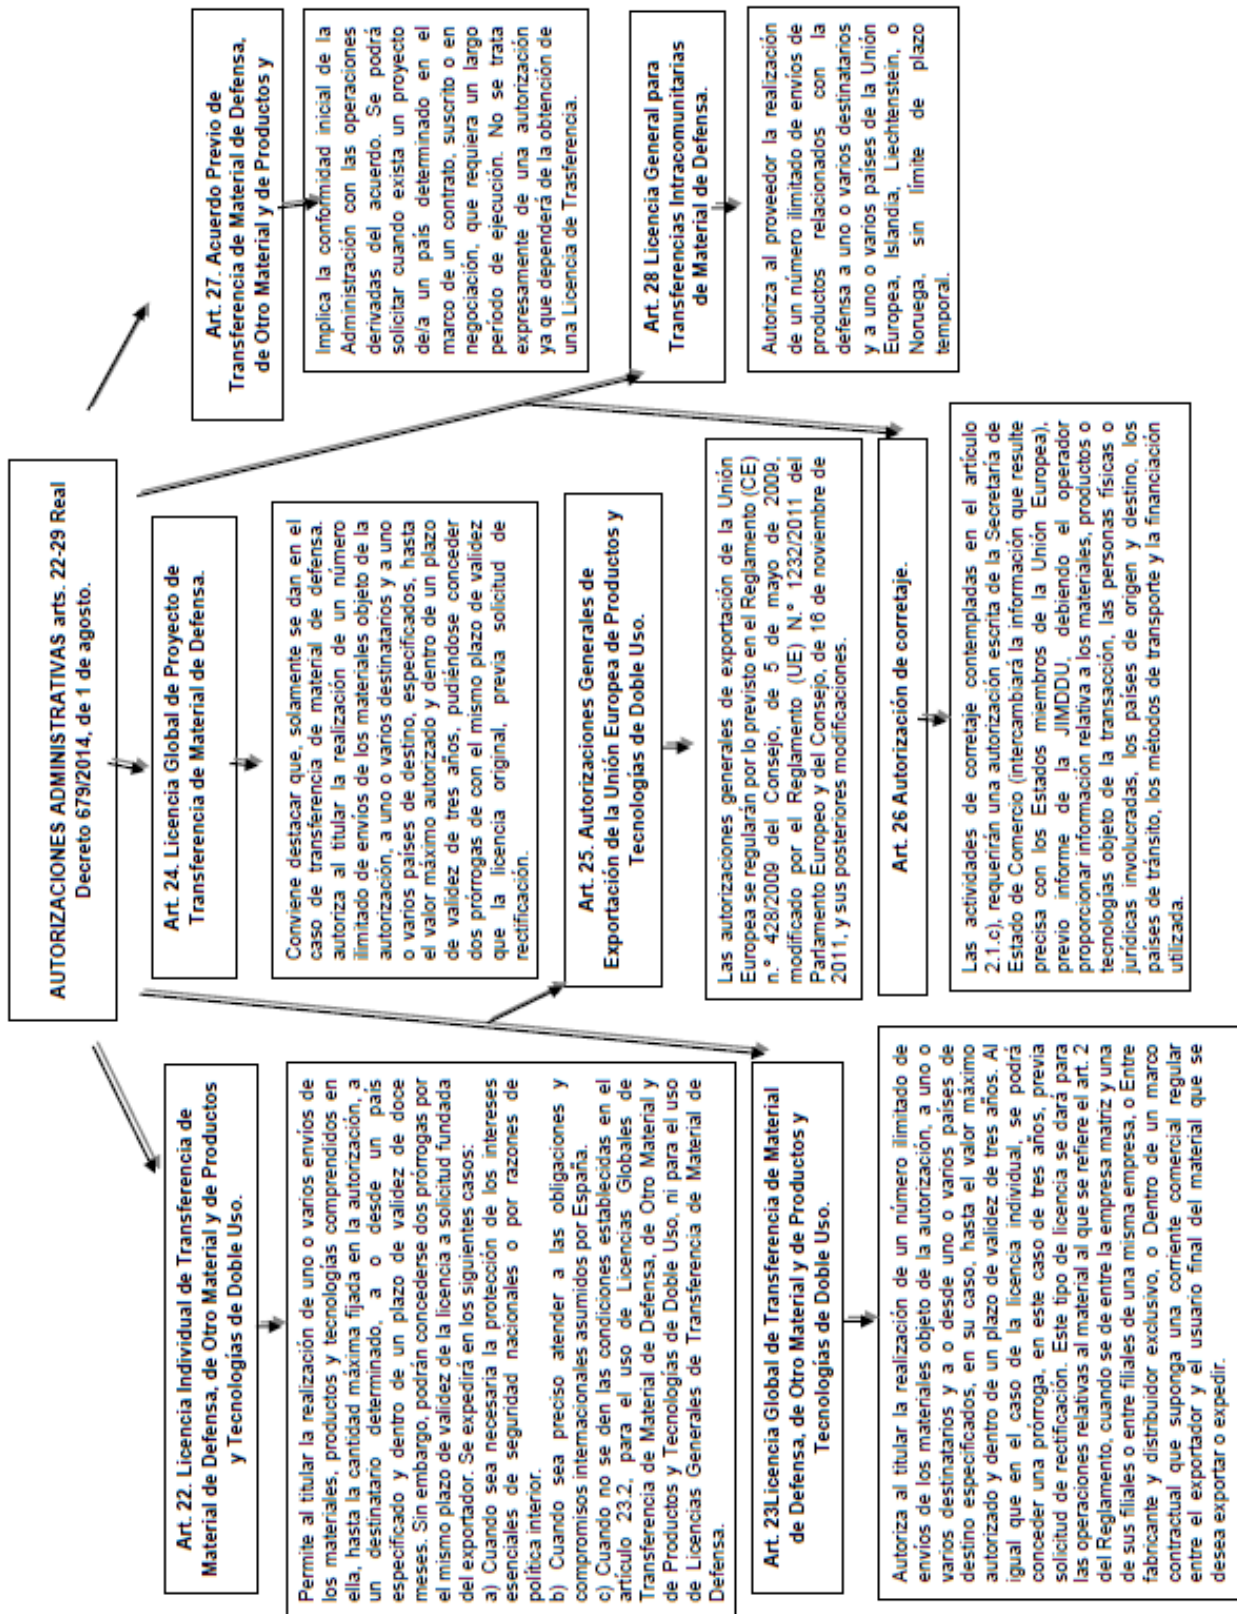 AUTORIZACIONES ADMINISTRATIVAS arts. 22-29 Real
Decreto 679/2014, de 1 de agosto.
Art. 22. Licencia Individual de Transferencia de
Material de Defensa, de Otro Material y de Productos
y Tecnologías de Doble Uso.
Permite al titular la realización de uno o varios envíos de
los materiales, productos y tecnologías comprendidos en
ella, hasta la cantidad máxima fijada en la autorización, a
un destinatario determinado, a o desde un país
especificado y dentro de un plazo de validez de doce
meses. Sin embargo, podrán concederse dos prórrogas por
el mismo plazo de validez de la licencia a solicitud fundada
del exportador. Se expedirá en los siguientes casos:
a) Cuando sea necesaria la protección de los intereses
esenciales de seguridad nacionales o por razones de
política interior.
b) Cuando sea preciso atender a las obligaciones y
compromisos internacionales asumidos por España.
c) Cuando no se den las condiciones establecidas en el
artículo 23.2, para el uso de Licencias Globales de
Transferencia de Material de Defensa, de Otro Material y
de Productos y Tecnologías de Doble Uso, ni para el uso
de Licencias Generales de Transferencia de Material de
Defensa.
Art. 23Licencia Global de Transferencia de Material
de Defensa, de Otro Material y de Productos y
Tecnologías de Doble Uso.
Autoriza al titular la realización de un número ilimitado de
envíos de los materiales objeto de la autorización, a uno o
varios destinatarios y a o desde uno o varios países de
destino especificados, en su caso, hasta el valor máximo
autorizado y dentro de un plazo de validez de tres años. Al
igual que en el caso de la licencia individual, se podrá
conceder una prórroga, en este caso de tres años, previa
solicitud de rectificación. Este tipo de licencia se dará para
las operaciones relativas al material al que se refiere el art. 2
del Reglamento, cuando se de entre la empresa matriz y una
de sus filiales o entre filiales de una misma empresa, o Entre
fabricante y distribuidor exclusivo, o Dentro de un marco
contractual que suponga una corriente comercial regular
entre el exportador y el usuario final del material que se
desea exportar o expedir.
Art. 24. Licencia Global de Proyecto de
Transferencia de Material de Defensa.
Conviene destacar que, solamente se dan en el
caso de transferencia de material de defensa.
autoriza al titular la realización de un número
ilimitado de envíos de los materiales objeto de la
autorización, a uno o varios destinatarios y a uno
o varios países de destino, especificados, hasta
el valor máximo autorizado y dentro de un plazo
de validez de tres años, pudiéndose conceder
dos prórrogas de con el mismo plazo de validez
que la licencia original, previa solicitud de
rectificación.
Art. 25. Autorizaciones Generales de
Exportación de la Unión Europea de Productos y
Tecnologías de Doble Uso.
Las autorizaciones generales de exportación de la Unión
Europea se regularán por lo previsto en el Reglamento (CE)
n.º 428/2009 del Consejo, de 5 de mayo de 2009,
modificado por el Reglamento (UE) N.º 1232/2011 del
Parlamento Europeo y del Consejo, de 16 de noviembre de
2011, y sus posteriores modificaciones.
Art. 26 Autorización de corretaje.
Las actividades de corretaje contempladas en el artículo
2.1.c), requerirán una autorización escrita de la Secretaría de
Estado de Comercio (intercambiará la información que resulte
precisa con los Estados miembros de la Unión Europea),
previo informe de la JIMDDU, debiendo el operador
proporcionar información relativa a los materiales, productos o
tecnologías objeto de la transacción, las personas físicas o
jurídicas involucradas, los países de origen y destino, los
países de tránsito, los métodos de transporte y la financiación
utilizada.
Art. 27. Acuerdo Previo de
Transferencia de Material de Defensa,
de Otro Material y de Productos y
Implica la conformidad inicial de la
Administración con las operaciones
derivadas del acuerdo. Se podrá
solicitar cuando exista un proyecto
de/a un país determinado en el
marco de un contrato, suscrito o en
negociación, que requiera un largo
período de ejecución. No se trata
expresamente de una autorización
ya que dependerá de la obtención de
una Licencia de Trasferencia.
Art. 28 Licencia General para
Transferencias Intracomunitarias
de Material de Defensa.
Autoriza al proveedor la realización
de un número ilimitado de envíos de
productos relacionados con la
defensa a uno o varios destinatarios
y a uno o varios países de la Unión
Europea, Islandia, Liechtenstein, o
Noruega, sin límite de plazo
temporal.